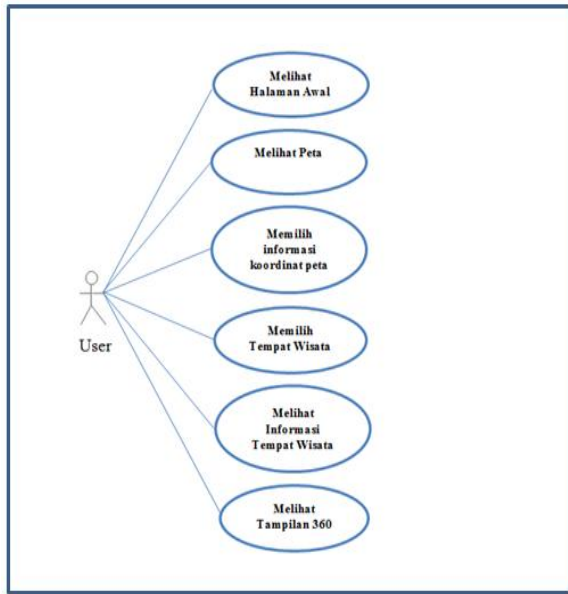 Melihat
Halaman Awal
Melihat Peta
Memilih
informasi
koordinat peta
User
Memilih
Tempat Wisata
Melihat
Informasi
Tempat Wisata
Melihat
Tampilan 360